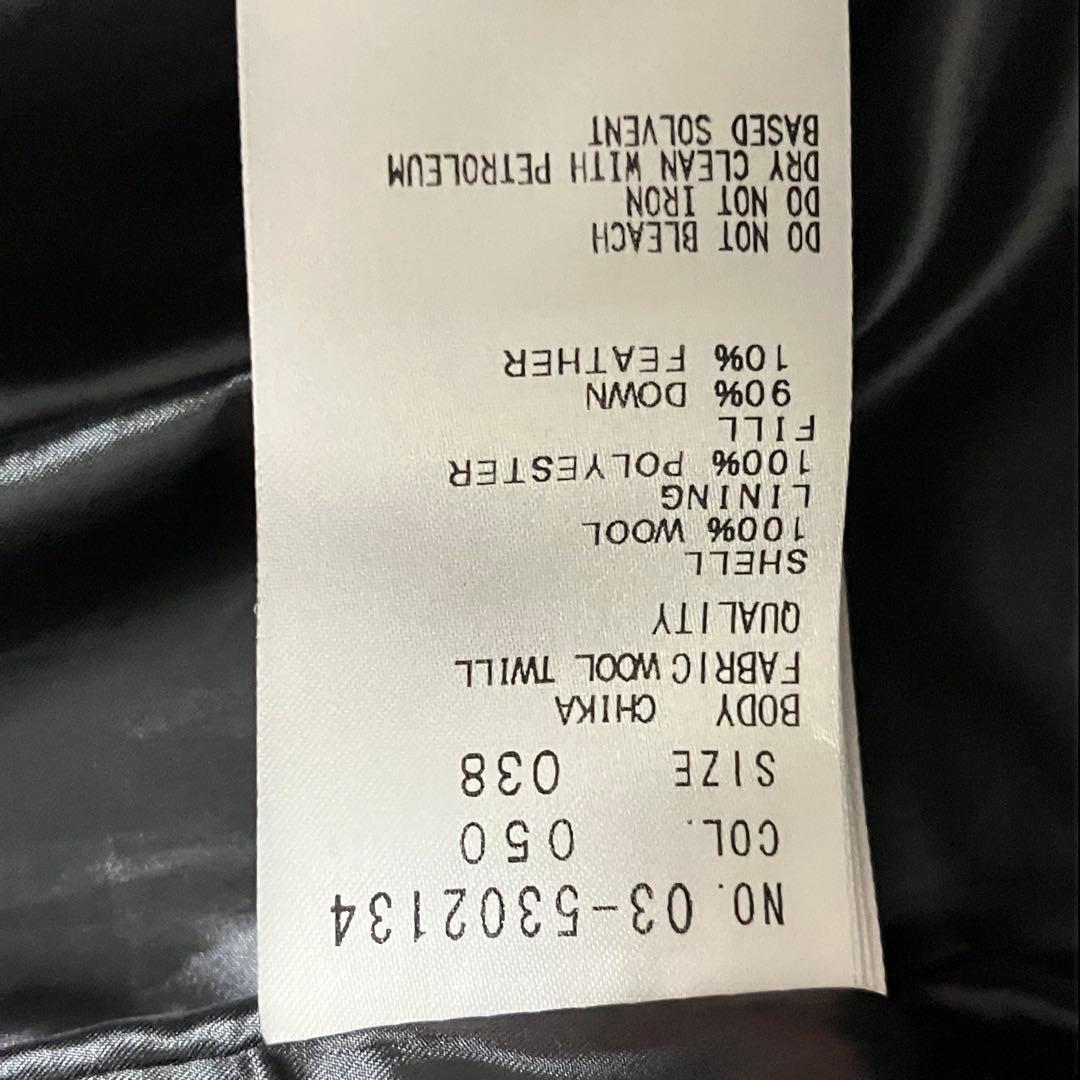 NO. 03-5302134
COL. 050
SIZE 038
BODY CHIKA
FABRIC WOOL TWILL
QUALITY
SHELL
100% WOOL
LINING
100% POLYESTER
FILL
90% DOWN
10% FEATHER
DO NOT BLEACH
DO NOT IRON
DRY CLEAN WITH PETROLEUM
BASED SOLVENT